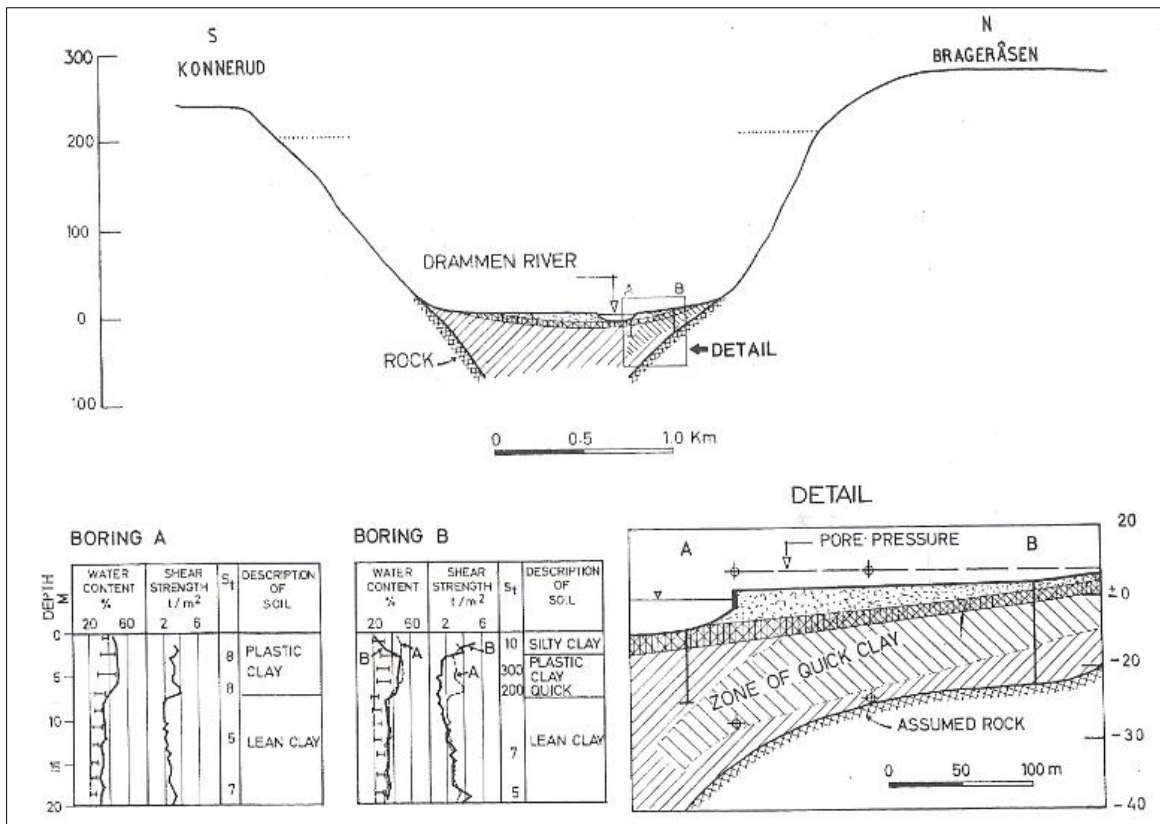 S
KONNERUD
N
BRAGERÅSEN
300
200
100
0
100
DRAMMEN RIVER
A
B
ROCK
DETAIL
0 0.5 1.0 Km
BORING A
DEPTH M
WATER CONTENT %
SHEAR STRENGTH t/m²
St
DESCRIPTION OF SOIL
20 60
2 6
0
5
10
15
20
8
8
5
7
PLASTIC CLAY
LEAN CLAY
BORING B
WATER CONTENT %
SHEAR STRENGTH t/m²
St
DESCRIPTION OF SOIL
20 60
2 6
B
A
B
A
10
300
200
7
5
SILTY CLAY
PLASTIC CLAY
QUICK
LEAN CLAY
DETAIL
A
PORE PRESSURE
B
ZONE OF QUICK CLAY
ASSUMED ROCK
0 50 100 m
20
± 0
-20
-30
-40